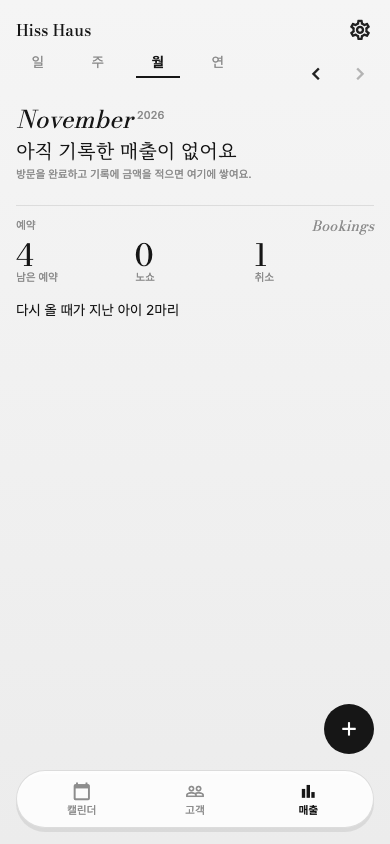 Hiss Haus
일 주 월 연
November 2026
아직 기록한 매출이 없어요
방문을 완료하고 기록에 금액을 적으면 여기에 쌓여요.
예약 Bookings
4 0 1
남은 예약 노쇼 취소
다시 올 때가 지난 아이 2마리
캘린더 고객 매출